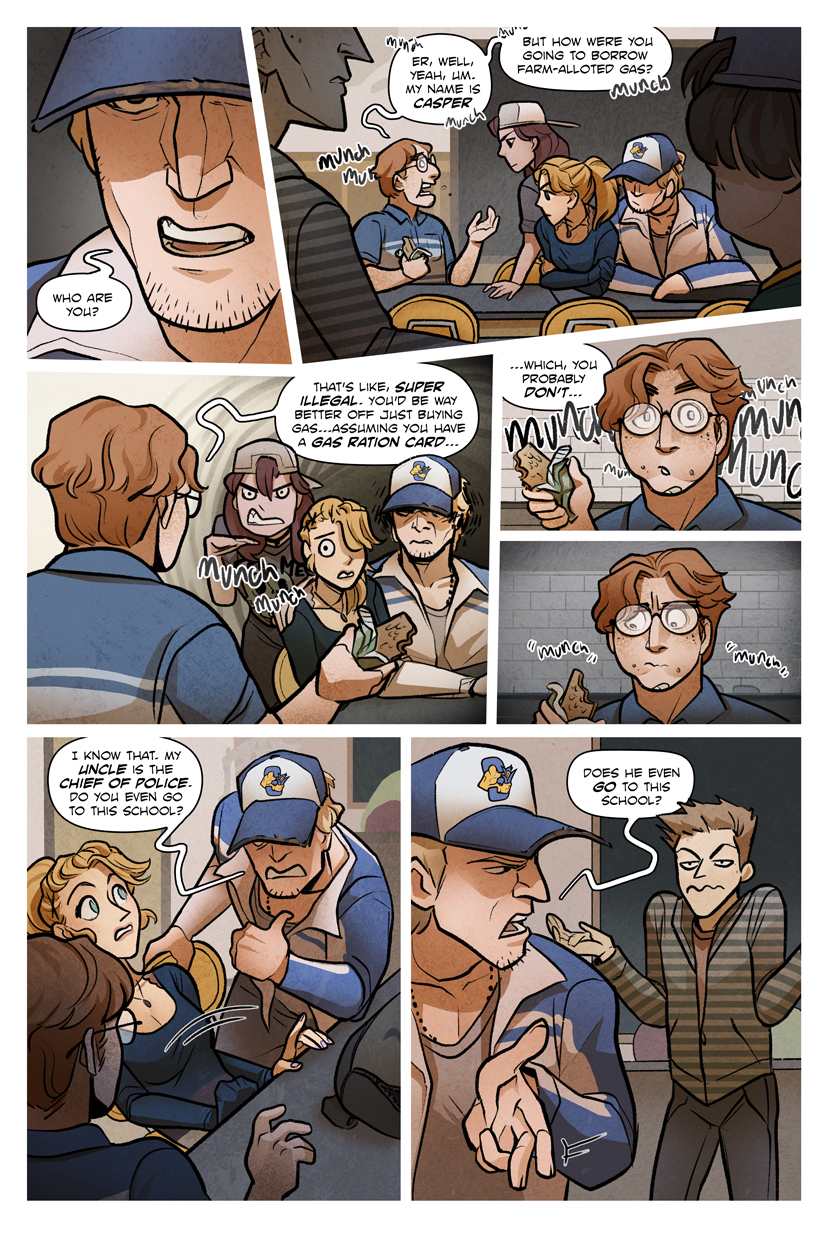 WHO ARE
YOU?
munch
munch
ER, WELL,
YEAH, UM.
MY NAME IS
CASPER
munch
munch
BUT HOW WERE YOU
GOING TO BORROW
FARM-ALLOTED GAS?
munch
THAT'S LIKE, SUPER
ILLEGAL. YOU'D BE WAY
BETTER OFF JUST BUYING
GAS...ASSUMING YOU HAVE
A GAS RATION CARD...
munch
munch
...WHICH, YOU
PROBABLY
DON'T...
munch
munch
"munch"
"munch"
I KNOW THAT. MY
UNCLE IS THE
CHIEF OF POLICE.
DO YOU EVEN GO
TO THIS SCHOOL?
DOES HE EVEN
GO TO THIS
SCHOOL?